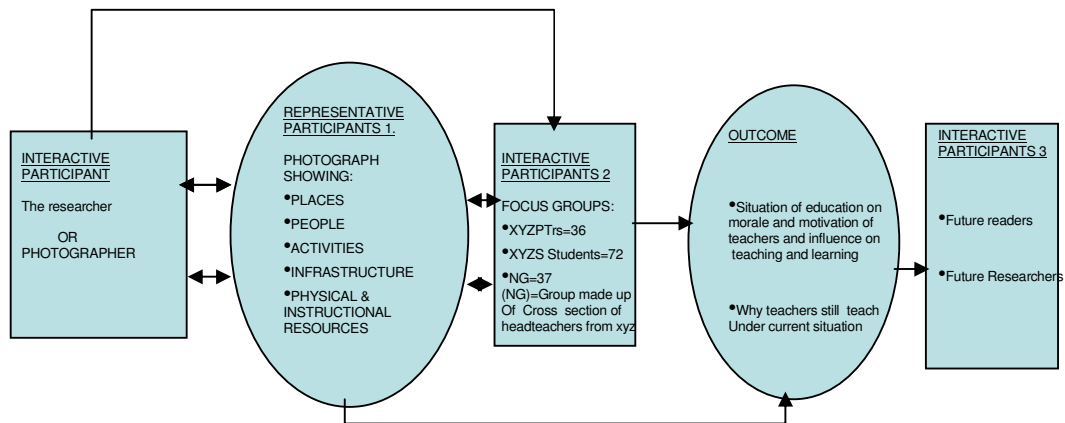 INTERACTIVE
PARTICIPANT
The researcher
OR
PHOTOGRAPHER
REPRESENTATIVE
PARTICIPANTS 1.
PHOTOGRAPH
SHOWING:
•PLACES
•PEOPLE
•ACTIVITIES
•INFRASTRUCTURE
•PHYSICAL &
INSTRUCTIONAL
RESOURCES
INTERACTIVE
PARTICIPANTS 2
FOCUS GROUPS:
•XYZPTrs=36
•XYZS Students=72
•NG=37
(NG)=Group made up
Of Cross section of
headteachers from xyz
OUTCOME
•Situation of education on
morale and motivation of
teachers and influence on
teaching and learning
•Why teachers still teach
Under current situation
INTERACTIVE
PARTICIPANTS 3
•Future readers
•Future Researchers